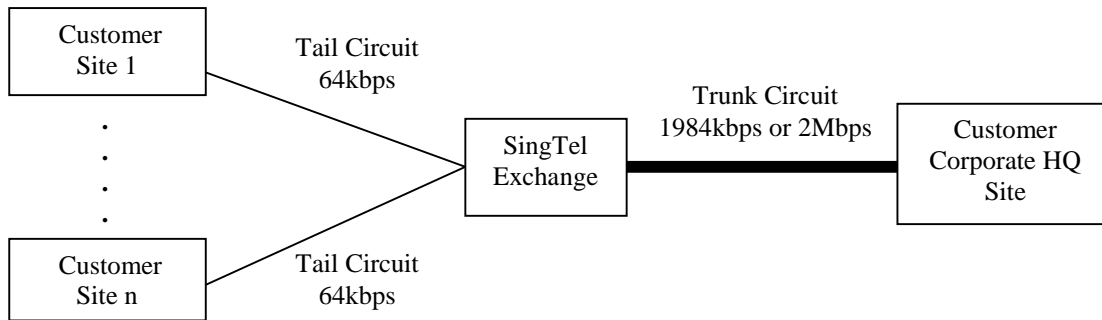 Customer
Site 1
Tail Circuit
64kbps
Trunk Circuit
1984kbps or 2Mbps
SingTel
Exchange
Customer
Corporate HQ
Site
Customer
Site n
Tail Circuit
64kbps